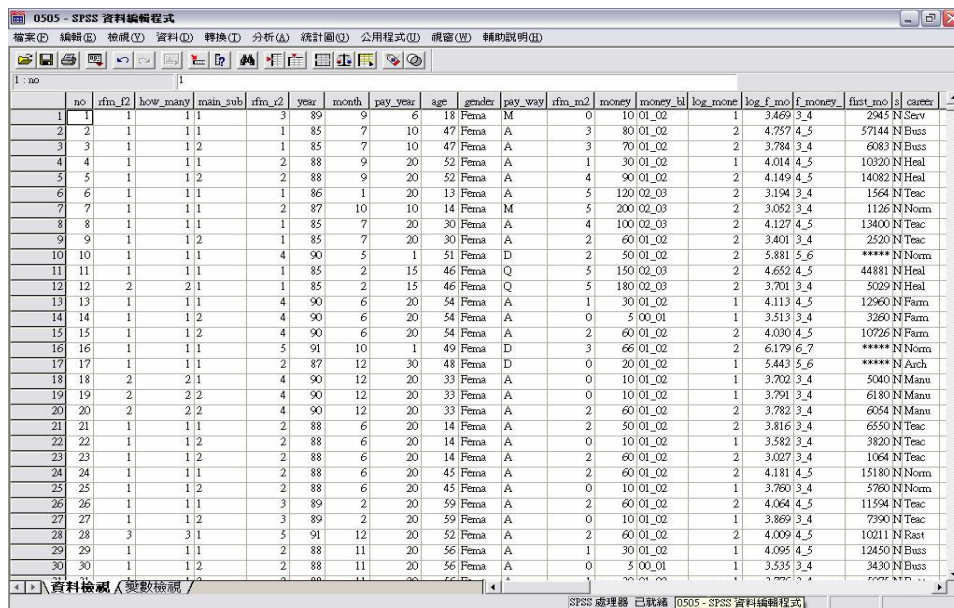 0505 - SPSS 資料編輯程式
檔案(F) 編輯(E) 檢視(V) 資料(D) 轉換(T) 分析(A) 統計圖(G) 公用程式(U) 視窗(W) 輔助說明(H)
1 : no 1
no rfm_f2 how_many main_sub rfm_r2 year month pay_year age gender pay_way rfm_m2 money money_bl log_mone log_f_mo f_money_ first_mo s career
1 1 1 1 1 3 89 9 6 18 Fema M 0 10 01_02 1 3.469 3_4 2945 N Serv
2 2 1 1 1 1 85 7 10 47 Fema A 3 80 01_02 2 4.757 4_5 57144 N Buss
3 3 1 1 2 1 85 7 10 47 Fema A 3 70 01_02 2 3.784 3_4 6083 N Buss
4 4 1 1 1 2 88 9 20 52 Fema A 1 30 01_02 1 4.014 4_5 10320 N Heal
5 5 1 1 2 2 88 9 20 52 Fema A 4 90 01_02 2 4.149 4_5 14082 N Heal
6 6 1 1 1 1 86 1 20 13 Fema A 5 120 02_03 2 3.194 3_4 1564 N Teac
7 7 1 1 1 2 87 10 10 14 Fema M 5 200 02_03 2 3.052 3_4 1126 N Norm
8 8 1 1 1 1 85 7 20 30 Fema A 4 100 02_03 2 4.127 4_5 13400 N Teac
9 9 1 1 2 1 85 7 20 30 Fema A 2 60 01_02 2 3.401 3_4 2520 N Teac
10 10 1 1 1 4 90 5 1 51 Fema D 2 50 01_02 2 5.881 5_6 ***** N Norm
11 11 1 1 1 1 85 2 15 46 Fema Q 5 150 02_03 2 4.652 4_5 44881 N Heal
12 12 2 2 1 1 85 2 15 46 Fema Q 5 180 02_03 2 3.701 3_4 5029 N Heal
13 13 1 1 1 4 90 6 20 54 Fema A 1 30 01_02 1 4.113 4_5 12960 N Farm
14 14 1 1 2 4 90 6 20 54 Fema A 0 5 00_01 1 3.513 3_4 3260 N Farm
15 15 1 1 2 4 90 6 20 54 Fema A 2 60 01_02 2 4.030 4_5 10726 N Farm
16 16 1 1 1 5 91 10 1 49 Fema D 3 66 01_02 2 6.179 6_7 ***** N Norm
17 17 1 1 1 2 87 12 30 48 Fema D 0 20 01_02 1 5.443 5_6 ***** N Arch
18 18 2 2 1 4 90 12 20 33 Fema A 0 10 01_02 1 3.702 3_4 5040 N Manu
19 19 2 2 2 4 90 12 20 33 Fema A 0 10 01_02 1 3.791 3_4 6180 N Manu
20 20 2 2 2 4 90 12 20 33 Fema A 2 60 01_02 2 3.782 3_4 6054 N Manu
21 21 1 1 1 2 88 6 20 14 Fema A 2 50 01_02 2 3.816 3_4 6550 N Teac
22 22 1 1 2 2 88 6 20 14 Fema A 0 10 01_02 1 3.582 3_4 3820 N Teac
23 23 1 1 2 2 88 6 20 14 Fema A 2 60 01_02 2 3.027 3_4 1064 N Teac
24 24 1 1 1 2 88 6 20 45 Fema A 2 60 01_02 2 4.181 4_5 15180 N Norm
25 25 1 1 2 2 88 6 20 45 Fema A 0 10 01_02 1 3.760 3_4 5760 N Norm
26 26 1 1 2 3 89 2 20 59 Fema A 2 60 01_02 2 4.064 4_5 11594 N Teac
27 27 1 1 2 3 89 2 20 59 Fema A 0 10 01_02 1 3.869 3_4 7390 N Teac
28 28 3 3 1 5 91 12 20 52 Fema A 2 60 01_02 2 4.009 4_5 10211 N Rast
29 29 1 1 1 2 88 11 20 56 Fema A 1 30 01_02 1 4.095 4_5 12450 N Buss
30 30 1 1 2 2 88 11 20 56 Fema A 0 5 00_01 1 3.535 3_4 3430 N Buss
資料檢視 變數檢視
SPSS 處理器 已就緒 0505 - SPSS 資料編輯程式